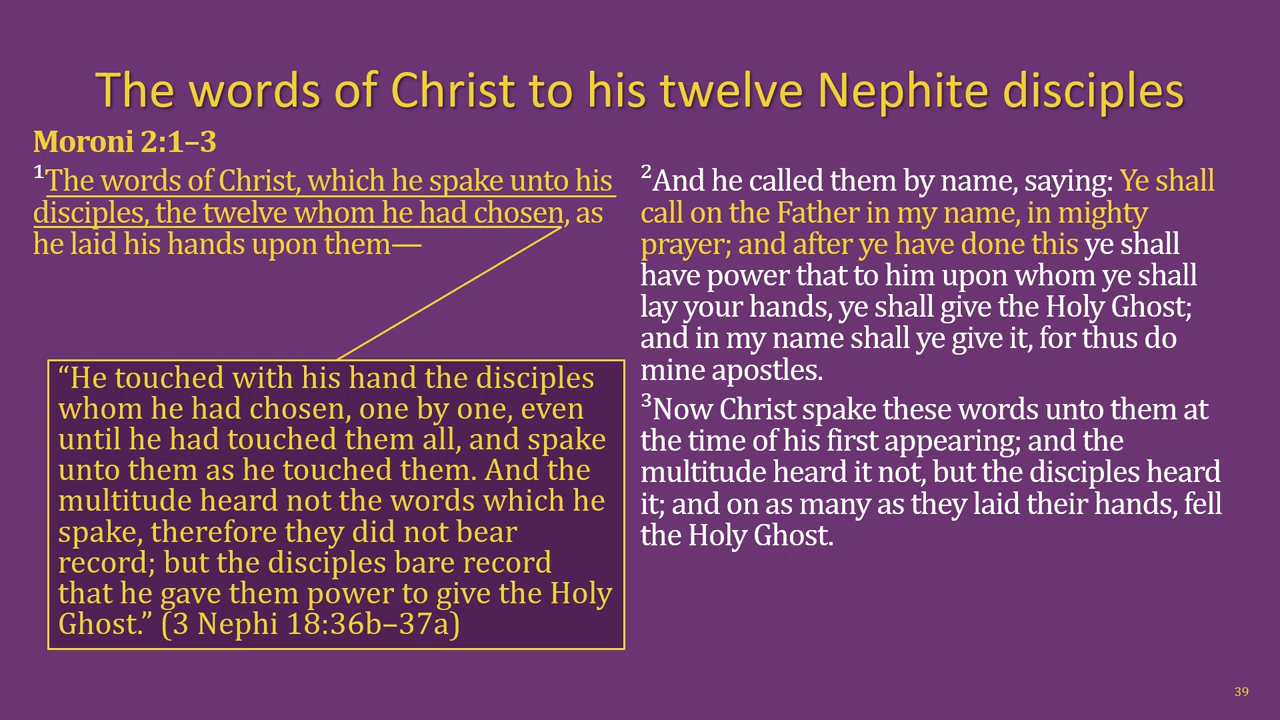 The words of Christ to his twelve Nephite disciples
Moroni 2:1–3
¹The words of Christ, which he spake unto his
disciples, the twelve whom he had chosen, as
he laid his hands upon them—
“He touched with his hand the disciples
whom he had chosen, one by one, even
until he had touched them all, and spake
unto them as he touched them. And the
multitude heard not the words which he
spake, therefore they did not bear
record; but the disciples bare record
that he gave them power to give the Holy
Ghost.” (3 Nephi 18:36b–37a)
²And he called them by name, saying: Ye shall
call on the Father in my name, in mighty
prayer; and after ye have done this ye shall
have power that to him upon whom ye shall
lay your hands, ye shall give the Holy Ghost;
and in my name shall ye give it, for thus do
mine apostles.
³Now Christ spake these words unto them at
the time of his first appearing; and the
multitude heard it not, but the disciples heard
it; and on as many as they laid their hands, fell
the Holy Ghost.
39